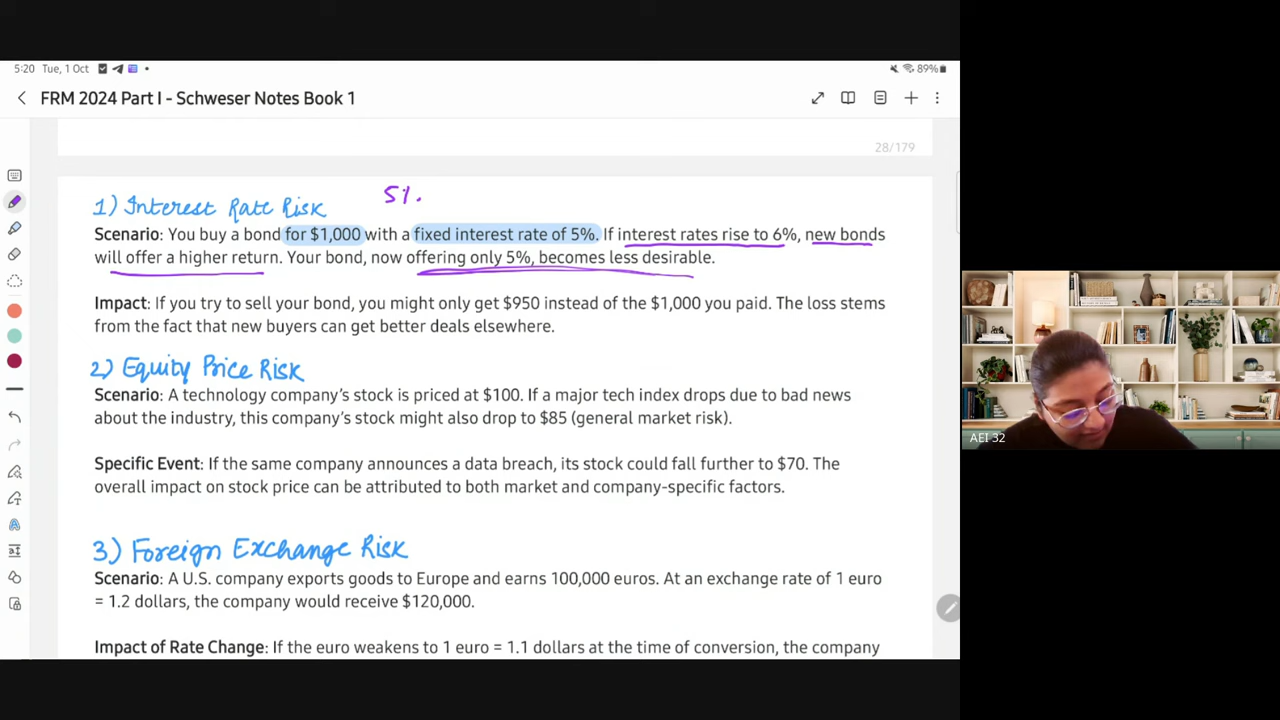 5:20 Tue, 1 Oct
89%
FRM 2024 Part I - Schweser Notes Book 1
28/179
1) Interest Rate Risk 5%.
Scenario: You buy a bond for $1,000 with a fixed interest rate of 5%. If interest rates rise to 6%, new bonds
will offer a higher return. Your bond, now offering only 5%, becomes less desirable.
Impact: If you try to sell your bond, you might only get $950 instead of the $1,000 you paid. The loss stems
from the fact that new buyers can get better deals elsewhere.
2) Equity Price Risk
Scenario: A technology company's stock is priced at $100. If a major tech index drops due to bad news
about the industry, this company's stock might also drop to $85 (general market risk).
Specific Event: If the same company announces a data breach, its stock could fall further to $70. The
overall impact on stock price can be attributed to both market and company-specific factors.
3) Foreign Exchange Risk
Scenario: A U.S. company exports goods to Europe and earns 100,000 euros. At an exchange rate of 1 euro
= 1.2 dollars, the company would receive $120,000.
Impact of Rate Change: If the euro weakens to 1 euro = 1.1 dollars at the time of conversion, the company
AEI 32